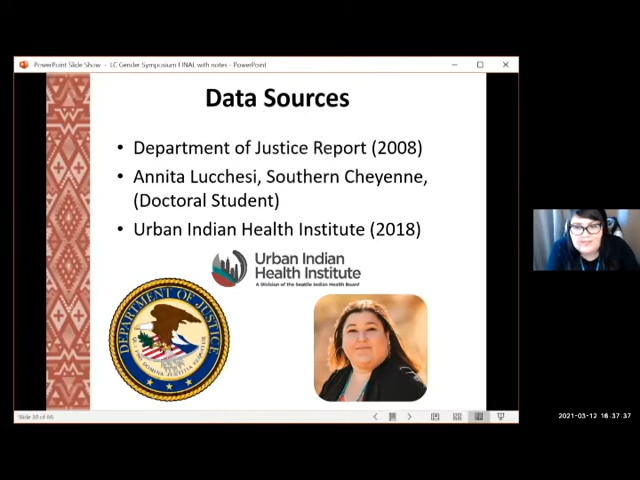 PowerPoint Slide Show - LC Gender Symposium FINAL with notes - PowerPoint
Data Sources
• Department of Justice Report (2008)
• Annita Lucchesi, Southern Cheyenne,
(Doctoral Student)
• Urban Indian Health Institute (2018)
Urban Indian
Health Institute
A Division of the Seattle Indian Health Board
DEPARTMENT OF JUSTICE
2021-03-12 16:37:37